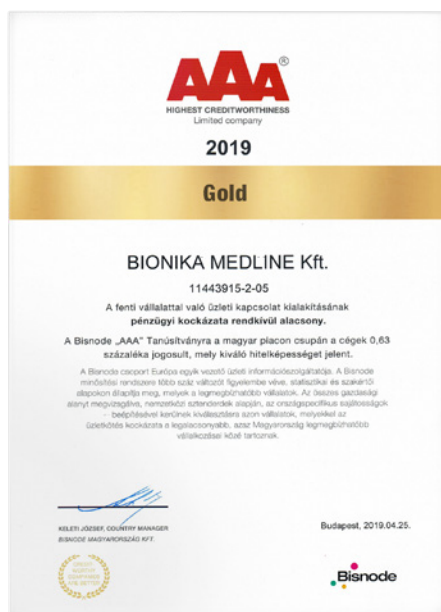 AAA®
HIGHEST CREDITWORTHINESS
Limited company
2019
Gold
BIONIKA MEDLINE Kft.
11443915-2-05
A fenti vállalattal való üzleti kapcsolat kialakításának
pénzügyi kockázata rendkívül alacsony.
A Bisnode „AAA” Tanúsítványra a magyar piacon csupán a cégek 0,63
százaléka jogosult, mely kiváló hitelképességet jelent.
A Bisnode csoport Európa egyik vezető üzleti információszolgáltatója. A Bisnode
minősítési rendszere több száz változót figyelembe véve, statisztikai és szakértői
alapokon állapítja meg, melyek a legmegbízhatóbb vállalatok. Az összes gazdasági
alanyt megvizsgálva, nemzetközi sztenderdek alapján, az országspecifikus sajátosságok
– beépítésével kerülnek kiválasztásra azon vállalatok, melyekkel az
üzletkötés kockázata a legalacsonyabb, azaz Magyarország legmegbízhatóbb
vállalkozásai közé tartoznak.
KELETI JÓZSEF, COUNTRY MANAGER
BISNODE MAGYARORSZÁG KFT.
Budapest, 2019.04.25.
Bisnode